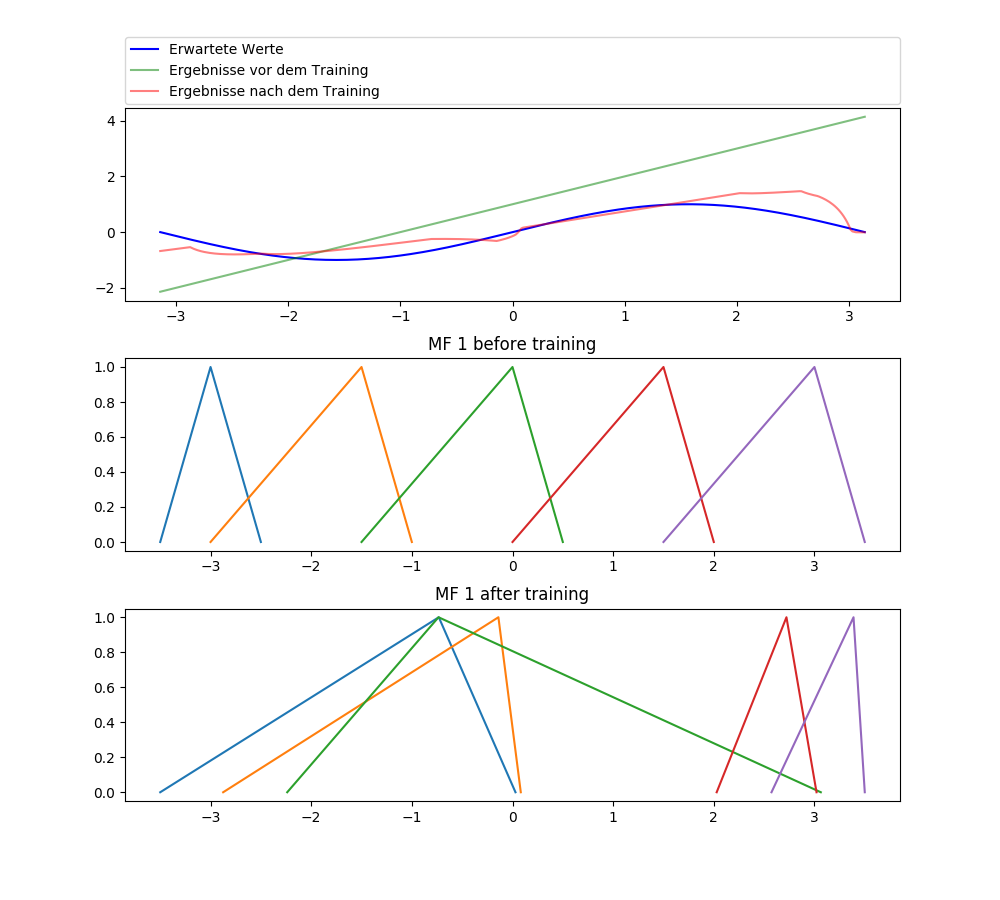 Erwartete Werte
Ergebnisse vor dem Training
Ergebnisse nach dem Training
4
2
0
−2
−3 −2 −1 0 1 2 3
MF 1 before training
1.0
0.8
0.6
0.4
0.2
0.0
−3 −2 −1 0 1 2 3
MF 1 after training
1.0
0.8
0.6
0.4
0.2
0.0
−3 −2 −1 0 1 2 3